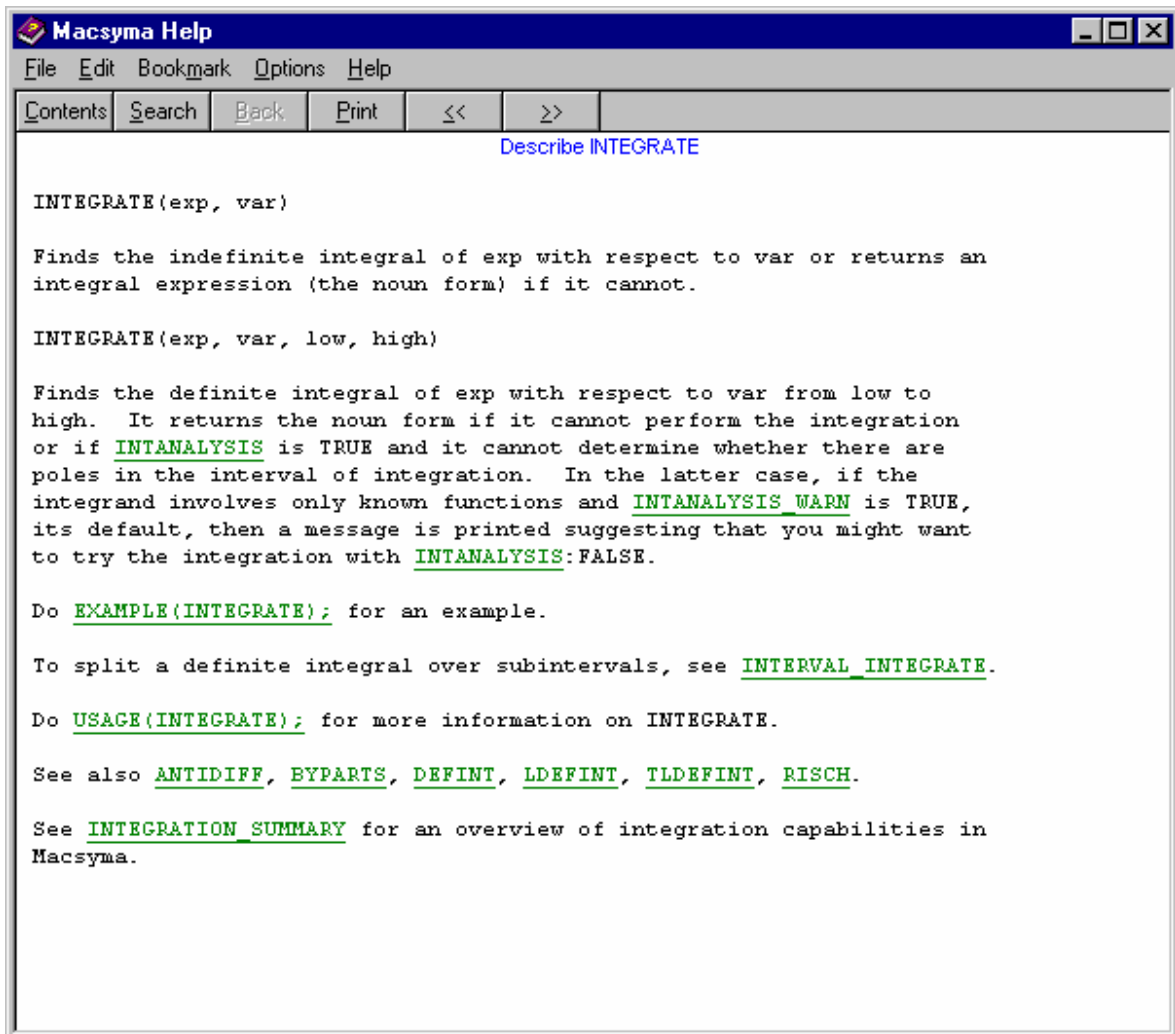 Macsyma Help
File Edit Bookmark Options Help
Contents Search Back Print << >>
Describe INTEGRATE
INTEGRATE(exp, var)
Finds the indefinite integral of exp with respect to var or returns an
integral expression (the noun form) if it cannot.
INTEGRATE(exp, var, low, high)
Finds the definite integral of exp with respect to var from low to
high.  It returns the noun form if it cannot perform the integration
or if INTANALYSIS is TRUE and it cannot determine whether there are
poles in the interval of integration.  In the latter case, if the
integrand involves only known functions and INTANALYSIS_WARN is TRUE,
its default, then a message is printed suggesting that you might want
to try the integration with INTANALYSIS:FALSE.
Do EXAMPLE(INTEGRATE); for an example.
To split a definite integral over subintervals, see INTERVAL_INTEGRATE.
Do USAGE(INTEGRATE); for more information on INTEGRATE.
See also ANTIDIFF, BYPARTS, DEFINT, LDEFINT, TLDEFINT, RISCH.
See INTEGRATION_SUMMARY for an overview of integration capabilities in
Macsyma.